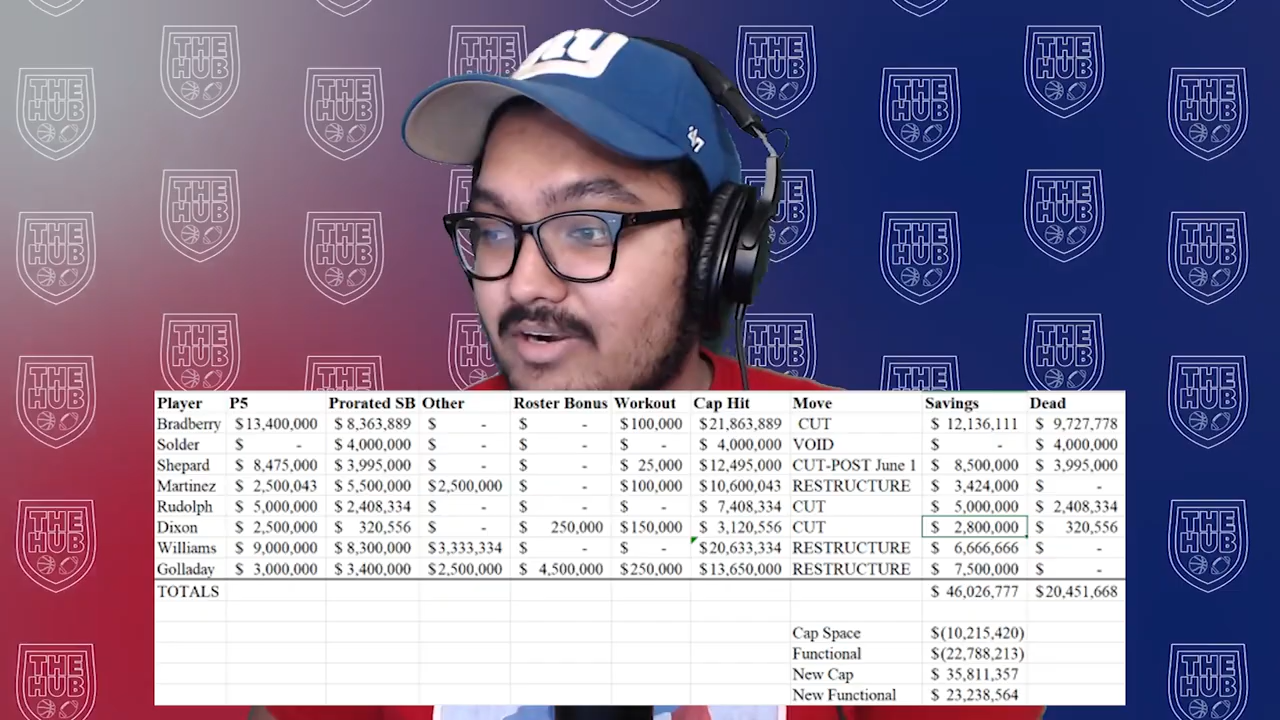 THE HUB
ny
Player P5 Prorated SB Other Roster Bonus Workout Cap Hit Move Savings Dead
Bradberry $13,400,000 $ 8,363,889 $ - $ - $100,000 $21,863,889 CUT $ 12,136,111 $ 9,727,778
Solder $ - $ 4,000,000 $ - $ - $ - $ 4,000,000 VOID $ - $ 4,000,000
Shepard $ 8,475,000 $ 3,995,000 $ - $ - $ 25,000 $12,495,000 CUT-POST June 1 $ 8,500,000 $ 3,995,000
Martinez $ 2,500,043 $ 5,500,000 $2,500,000 $ - $100,000 $10,600,043 RESTRUCTURE $ 3,424,000 $ -
Rudolph $ 5,000,000 $ 2,408,334 $ - $ - $ - $ 7,408,334 CUT $ 5,000,000 $ 2,408,334
Dixon $ 2,500,000 $ 320,556 $ - $ 250,000 $150,000 $ 3,120,556 CUT $ 2,800,000 $ 320,556
Williams $ 9,000,000 $ 8,300,000 $3,333,334 $ - $ - $20,633,334 RESTRUCTURE $ 6,666,666 $ -
Golladay $ 3,000,000 $ 3,400,000 $2,500,000 $ 4,500,000 $250,000 $13,650,000 RESTRUCTURE $ 7,500,000 $ -
TOTALS $ 46,026,777 $20,451,668
Cap Space $(10,215,420)
Functional $(22,788,213)
New Cap $ 35,811,357
New Functional $ 23,238,564